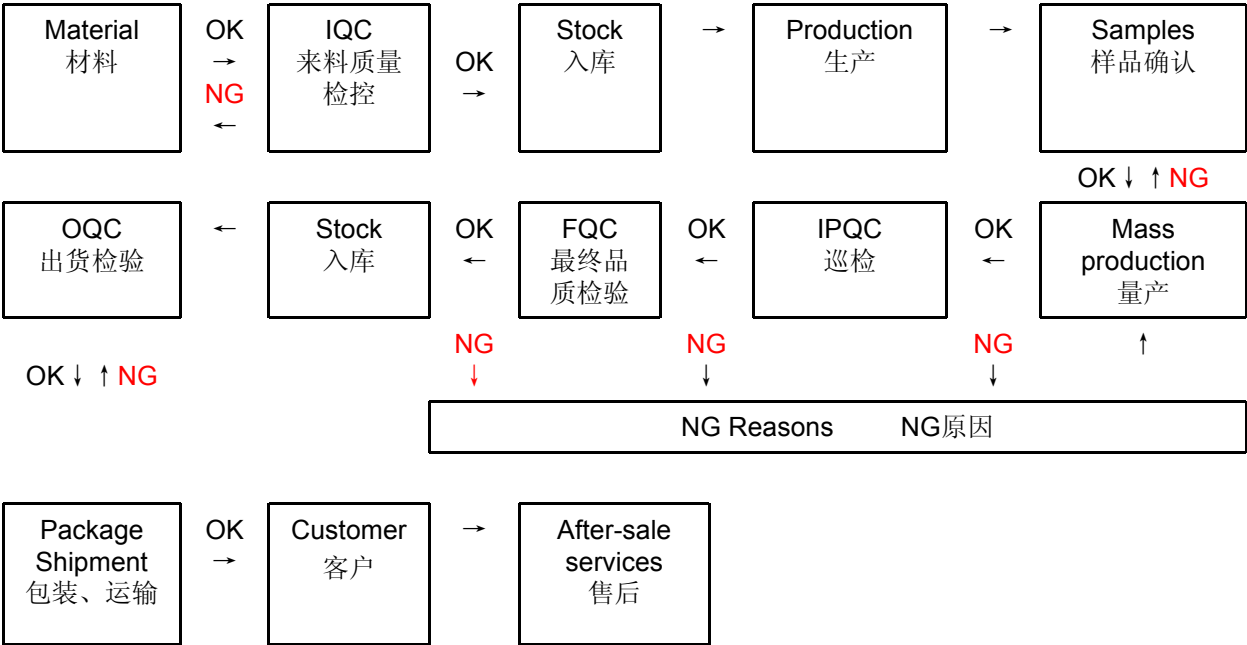 Material
材料
OK
→
NG
←
IQC
来料质量
检控
OK
→
Stock
入库
→
Production
生产
→
Samples
样品确认
OK↓ ↑NG
OQC
出货检验
←
Stock
入库
OK
←
FQC
最终品
质检验
OK
←
IPQC
巡检
OK
←
Mass
production
量产
OK↓ ↑NG
NG
↓
NG
↓
NG
↓
↑
NG Reasons NG原因
Package
Shipment
包装、运输
OK
→
Customer
客户
→
After-sale
services
售后